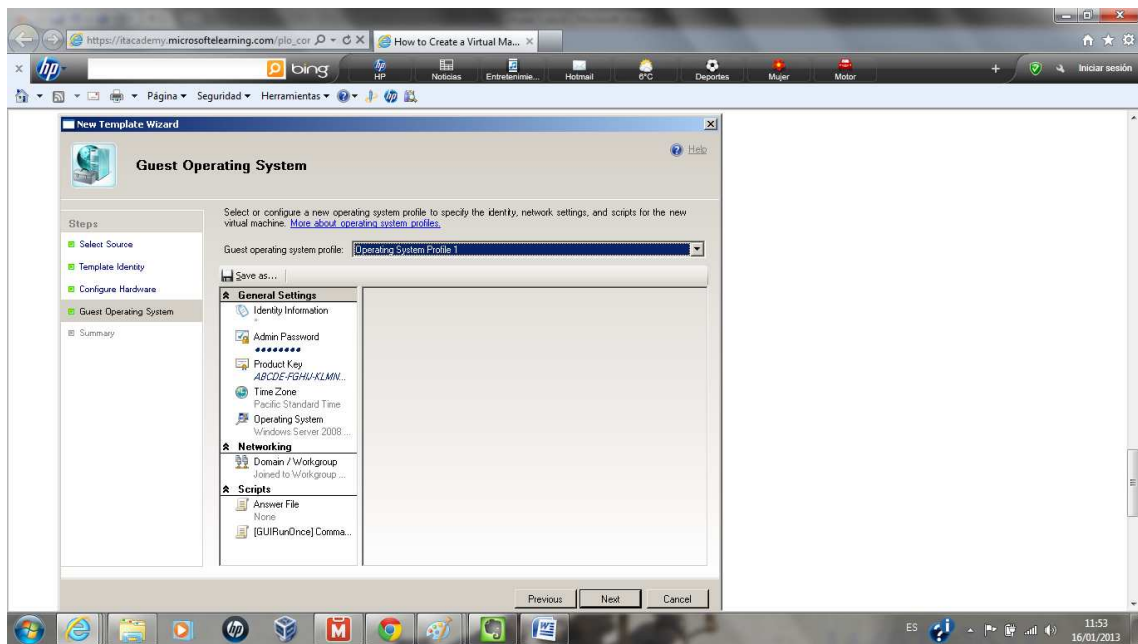 https://itacademy.microsoftelearning.com/plo_cor
How to Create a Virtual Ma...
bing
HP
Noticias
Entretenimie...
Hotmail
6°C
Deportes
Mujer
Motor
Iniciar sesión
Página
Seguridad
Herramientas
New Template Wizard
Guest Operating System
Help
Steps
Select Source
Template Identity
Configure Hardware
Guest Operating System
Summary
Select or configure a new operating system profile to specify the identity, network settings, and scripts for the new
virtual machine. More about operating system profiles.
Guest operating system profile: Operating System Profile 1
Save as...
General Settings
Identity Information
*
Admin Password
Product Key
ABCDE-FGHIJ-KLMN...
Time Zone
Pacific Standard Time
Operating System
Windows Server 2008 ...
Networking
Domain / Workgroup
Joined to Workgroup ...
Scripts
Answer File
None
[GUIRunOnce] Comma...
Previous
Next
Cancel
ES
11:53
16/01/2013